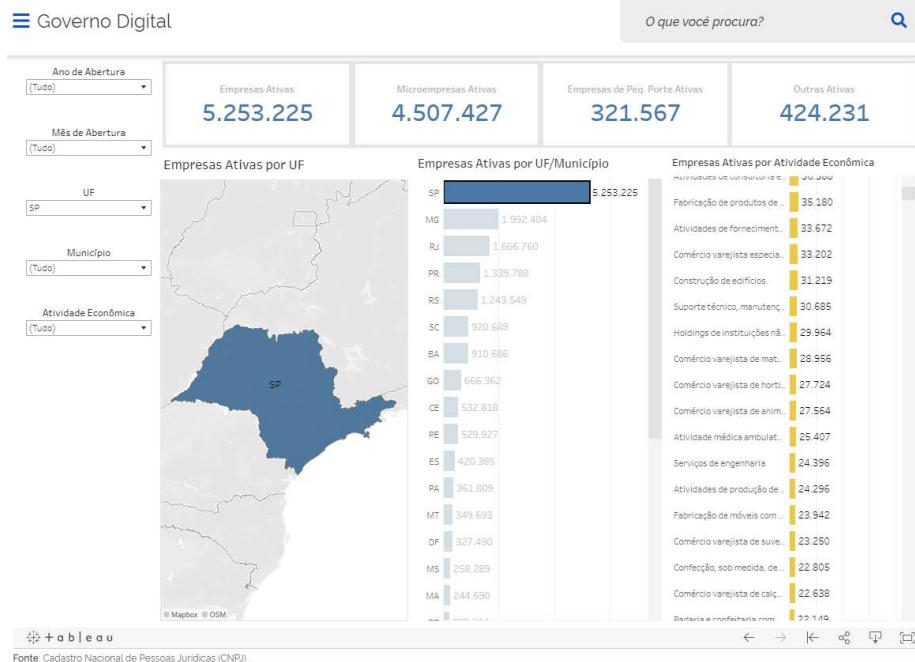 Governo Digital
O que você procura?
Ano de Abertura
(Tudo)
Mês de Abertura
(Tudo)
UF
SP
Município
(Tudo)
Atividade Econômica
(Tudo)
Empresas Ativas
5.253.225
Microempresas Ativas
4.507.427
Empresas de Peq. Porte Ativas
321.567
Outras Ativas
424.231
Empresas Ativas por UF
SP
© Mapbox © OSM
Empresas Ativas por UF/Município
SP 5.253.225
MG 1.992.404
RJ 1.666.760
PR 1.339.788
RS 1.243.549
SC 920.689
BA 910.686
GO 666.362
CE 532.818
PE 529.927
ES 420.365
PA 361.809
MT 349.693
DF 327.490
MS 258.289
MA 244.690
Empresas Ativas por Atividade Econômica
Atividades de consultoria e..
Fabricação de produtos de .. 35.180
Atividades de forneciment.. 33.672
Comércio varejista especia.. 33.202
Construção de edifícios 31.219
Suporte técnico, manutenç.. 30.685
Holdings de instituições nã.. 29.964
Comércio varejista de mat.. 28.956
Comércio varejista de horti.. 27.724
Comércio varejista de anim.. 27.564
Atividade médica ambulat.. 25.407
Serviços de engenharia 24.396
Atividades de produção de .. 24.296
Fabricação de móveis com .. 23.942
Comércio varejista de suve.. 23.250
Confecção, sob medida, de .. 22.805
Comércio varejista de calç.. 22.638
Padaria e confeitaria com .. 22.149
+ableau
Fonte: Cadastro Nacional de Pessoas Jurídicas (CNPJ)